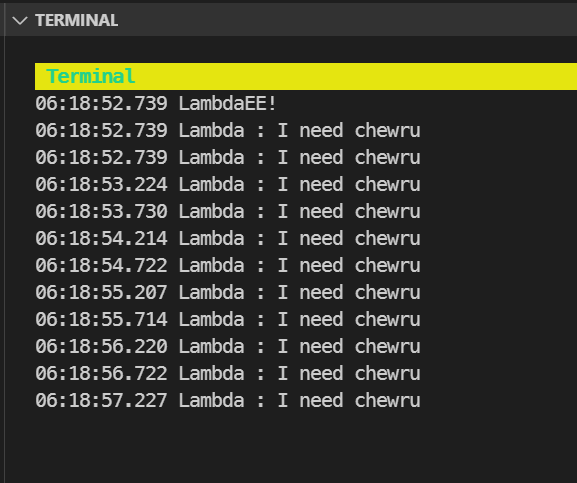 TERMINAL
Terminal
06:18:52.739 LambdaEE!
06:18:52.739 Lambda : I need chewru
06:18:52.739 Lambda : I need chewru
06:18:53.224 Lambda : I need chewru
06:18:53.730 Lambda : I need chewru
06:18:54.214 Lambda : I need chewru
06:18:54.722 Lambda : I need chewru
06:18:55.207 Lambda : I need chewru
06:18:55.714 Lambda : I need chewru
06:18:56.220 Lambda : I need chewru
06:18:56.722 Lambda : I need chewru
06:18:57.227 Lambda : I need chewru